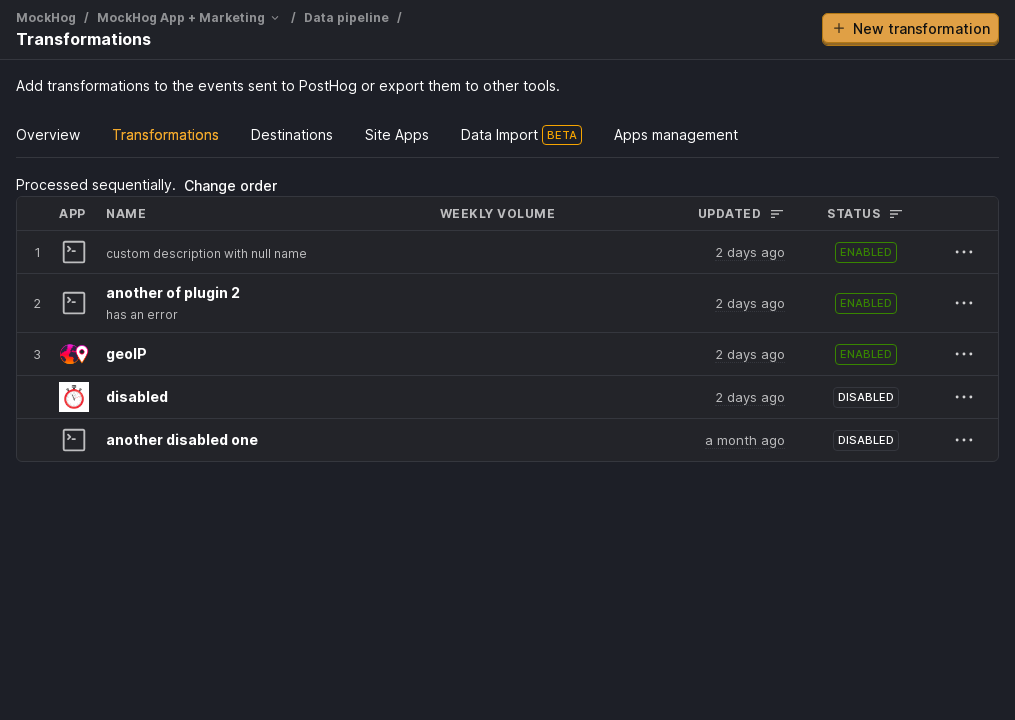 MockHog / MockHog App + Marketing / Data pipeline /
Transformations
New transformation
Add transformations to the events sent to PostHog or export them to other tools.
Overview Transformations Destinations Site Apps Data Import BETA Apps management
Processed sequentially. Change order
APP NAME WEEKLY VOLUME UPDATED STATUS
1 custom description with null name 2 days ago ENABLED
another of plugin 2
2 2 days ago ENABLED
has an error
3 geoIP 2 days ago ENABLED
disabled 2 days ago DISABLED
another disabled one a month ago DISABLED